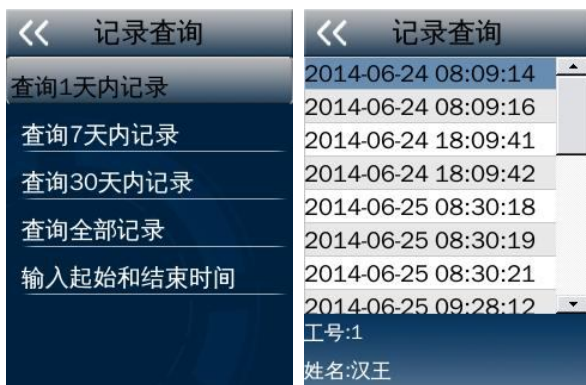 记录查询
查询1天内记录
查询7天内记录
查询30天内记录
查询全部记录
输入起始和结束时间
记录查询
2014-06-24 08:09:14
2014-06-24 08:09:16
2014-06-24 18:09:41
2014-06-24 18:09:42
2014-06-25 08:30:18
2014-06-25 08:30:19
2014-06-25 08:30:21
2014-06-25 09:28:12
工号:1
姓名:汉王